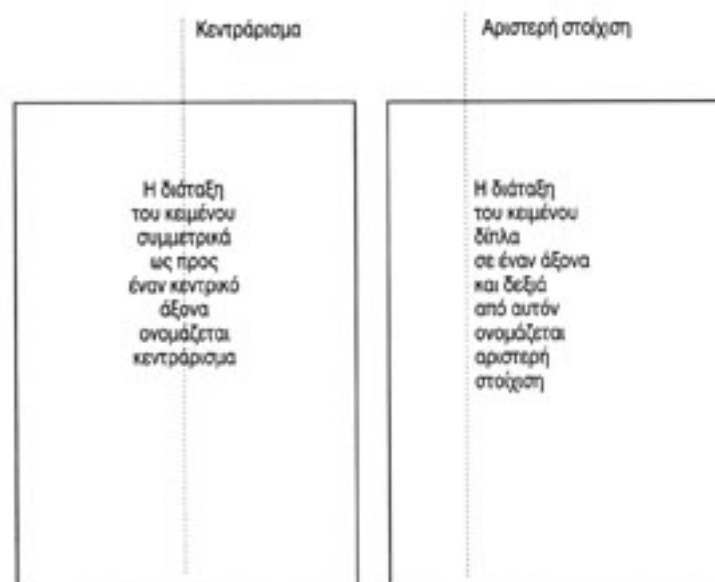 Κεντράρισμα
Αριστερή στοίχιση
Η διάταξη
του κειμένου
συμμετρικά
ως προς
έναν κεντρικό
άξονα
ονομάζεται
κεντράρισμα
Η διάταξη
του κειμένου
δίπλα
σε έναν άξονα
και δεξιά
από αυτόν
ονομάζεται
αριστερή
στοίχιση